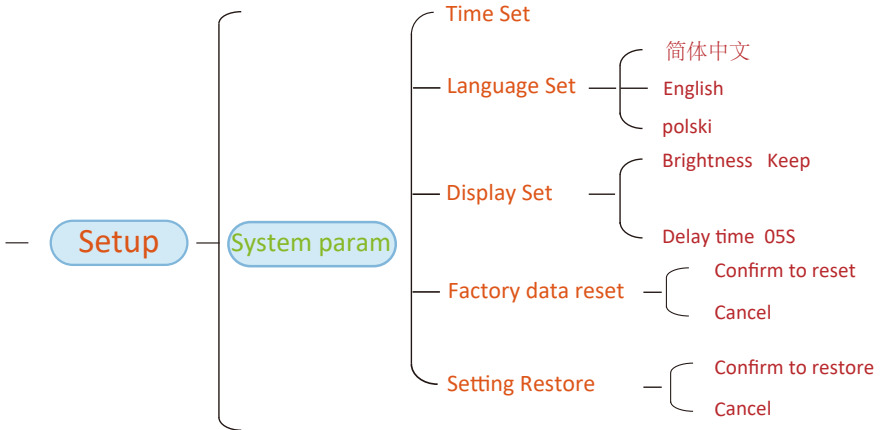 Setup
System param
Time Set
Language Set
简体中文
English
polski
Display Set
Brightness Keep
Delay time 05S
Factory data reset
Confirm to reset
Cancel
Setting Restore
Confirm to restore
Cancel